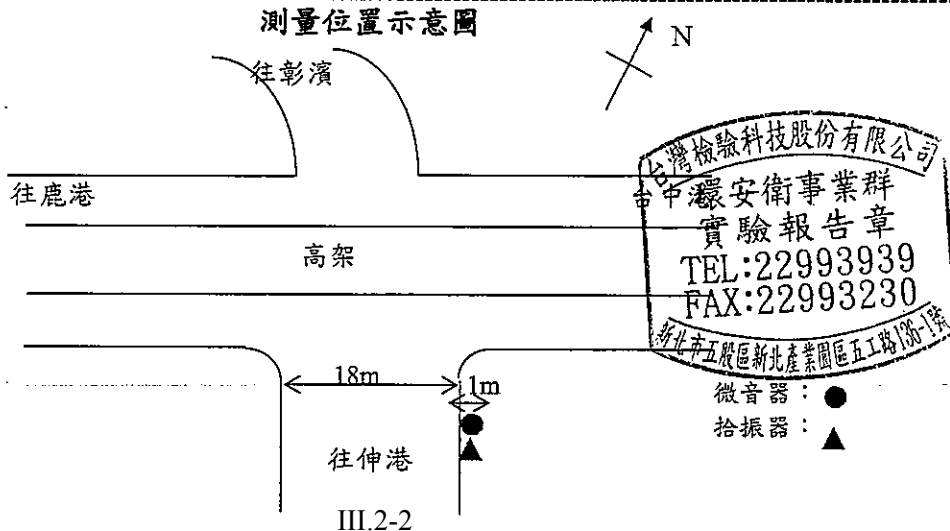 測量位置示意圖
N
往彰濱
往鹿港
台中港
高架
台灣檢驗科技股份有限公司
環安衛事業群
實驗報告章
TEL:22993939
FAX:22993230
新北市五股區新北產業園區五工路136-1號
18m
1m
微音器：
拾振器：
往伸港
III.2-2